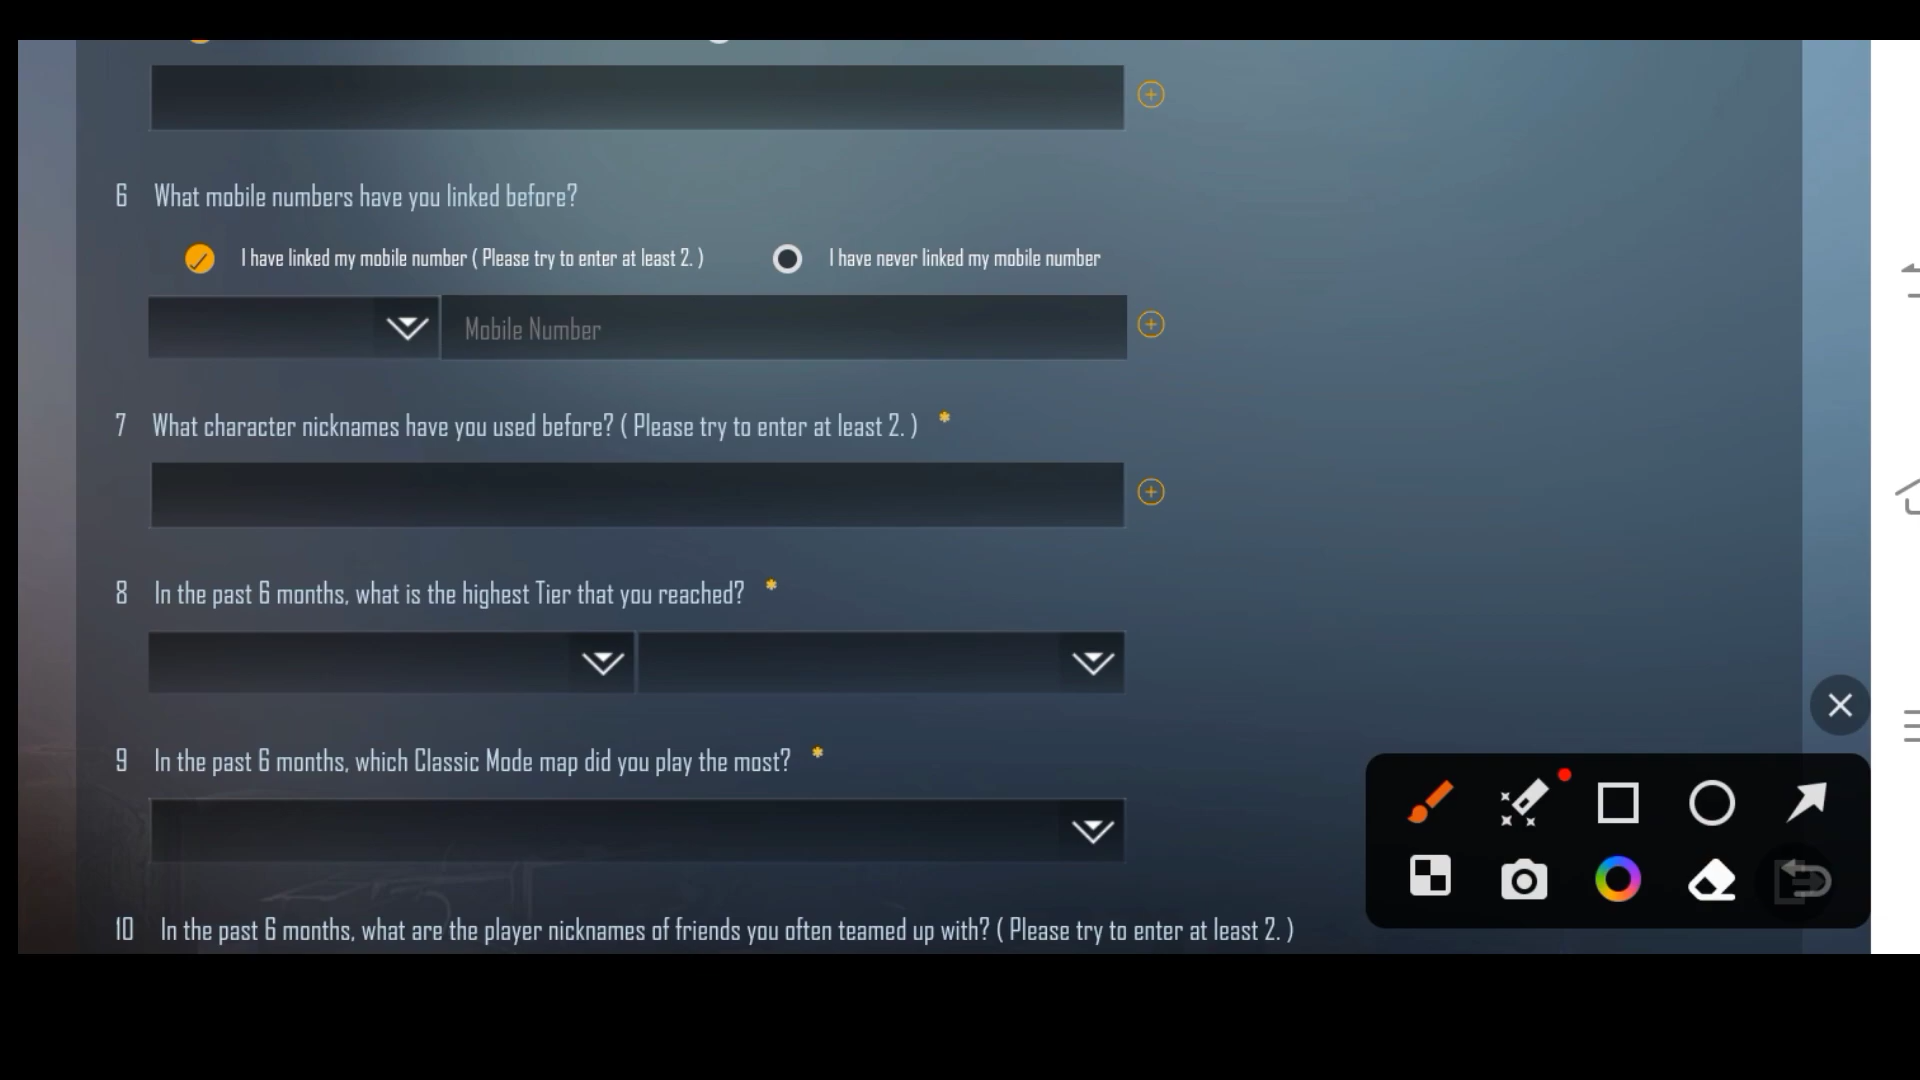 6 What mobile numbers have you linked before?
I have linked my mobile number ( Please try to enter at least 2. ) I have never linked my mobile number
Mobile Number
7 What character nicknames have you used before? ( Please try to enter at least 2. ) *
8 In the past 6 months, what is the highest Tier that you reached? *
9 In the past 6 months, which Classic Mode map did you play the most? *
10 In the past 6 months, what are the player nicknames of friends you often teamed up with? ( Please try to enter at least 2. )